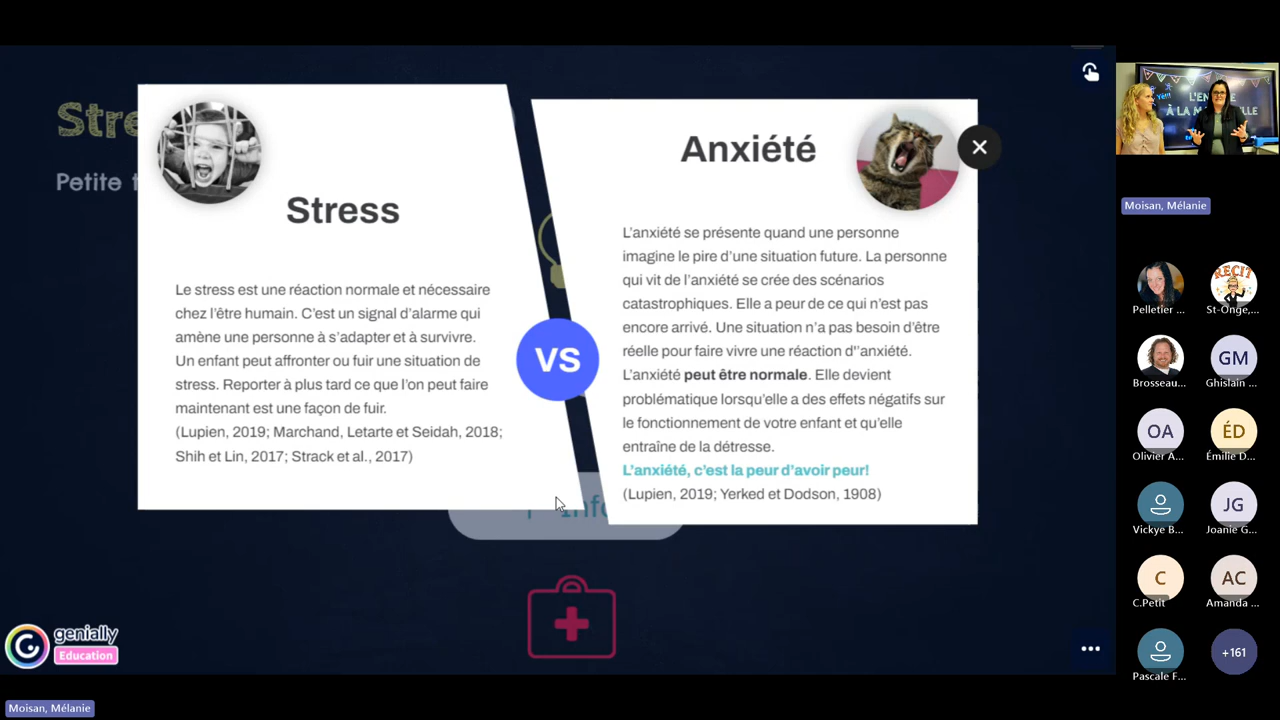 Stre
Petite t
Stress
Le stress est une réaction normale et nécessaire
chez l'être humain. C'est un signal d'alarme qui
amène une personne à s'adapter et à survivre.
Un enfant peut affronter ou fuir une situation de
stress. Reporter à plus tard ce que l'on peut faire
maintenant est une façon de fuir.
(Lupien, 2019; Marchand, Letarte et Seidah, 2018;
Shih et Lin, 2017; Strack et al., 2017)
VS
Anxiété
L'anxiété se présente quand une personne
imagine le pire d'une situation future. La personne
qui vit de l'anxiété se crée des scénarios
catastrophiques. Elle a peur de ce qui n'est pas
encore arrivé. Une situation n'a pas besoin d'être
réelle pour faire vivre une réaction d'’anxiété.
L'anxiété peut être normale. Elle devient
problématique lorsqu'elle a des effets négatifs sur
le fonctionnement de votre enfant et qu'elle
entraîne de la détresse.
L'anxiété, c'est la peur d'avoir peur!
(Lupien, 2019; Yerked et Dodson, 1908)
Info
genially
Education
Moisan, Mélanie
À LA
Moisan, Mélanie
Pelletier ...
RÉCIT
St-Onge,...
Brosseau...
GM
Ghislain ...
OA
Olivier A...
ÉD
Émilie D...
Vickye B...
JG
Joanie G...
C
C.Petit
AC
Amanda ...
Pascale F...
+161